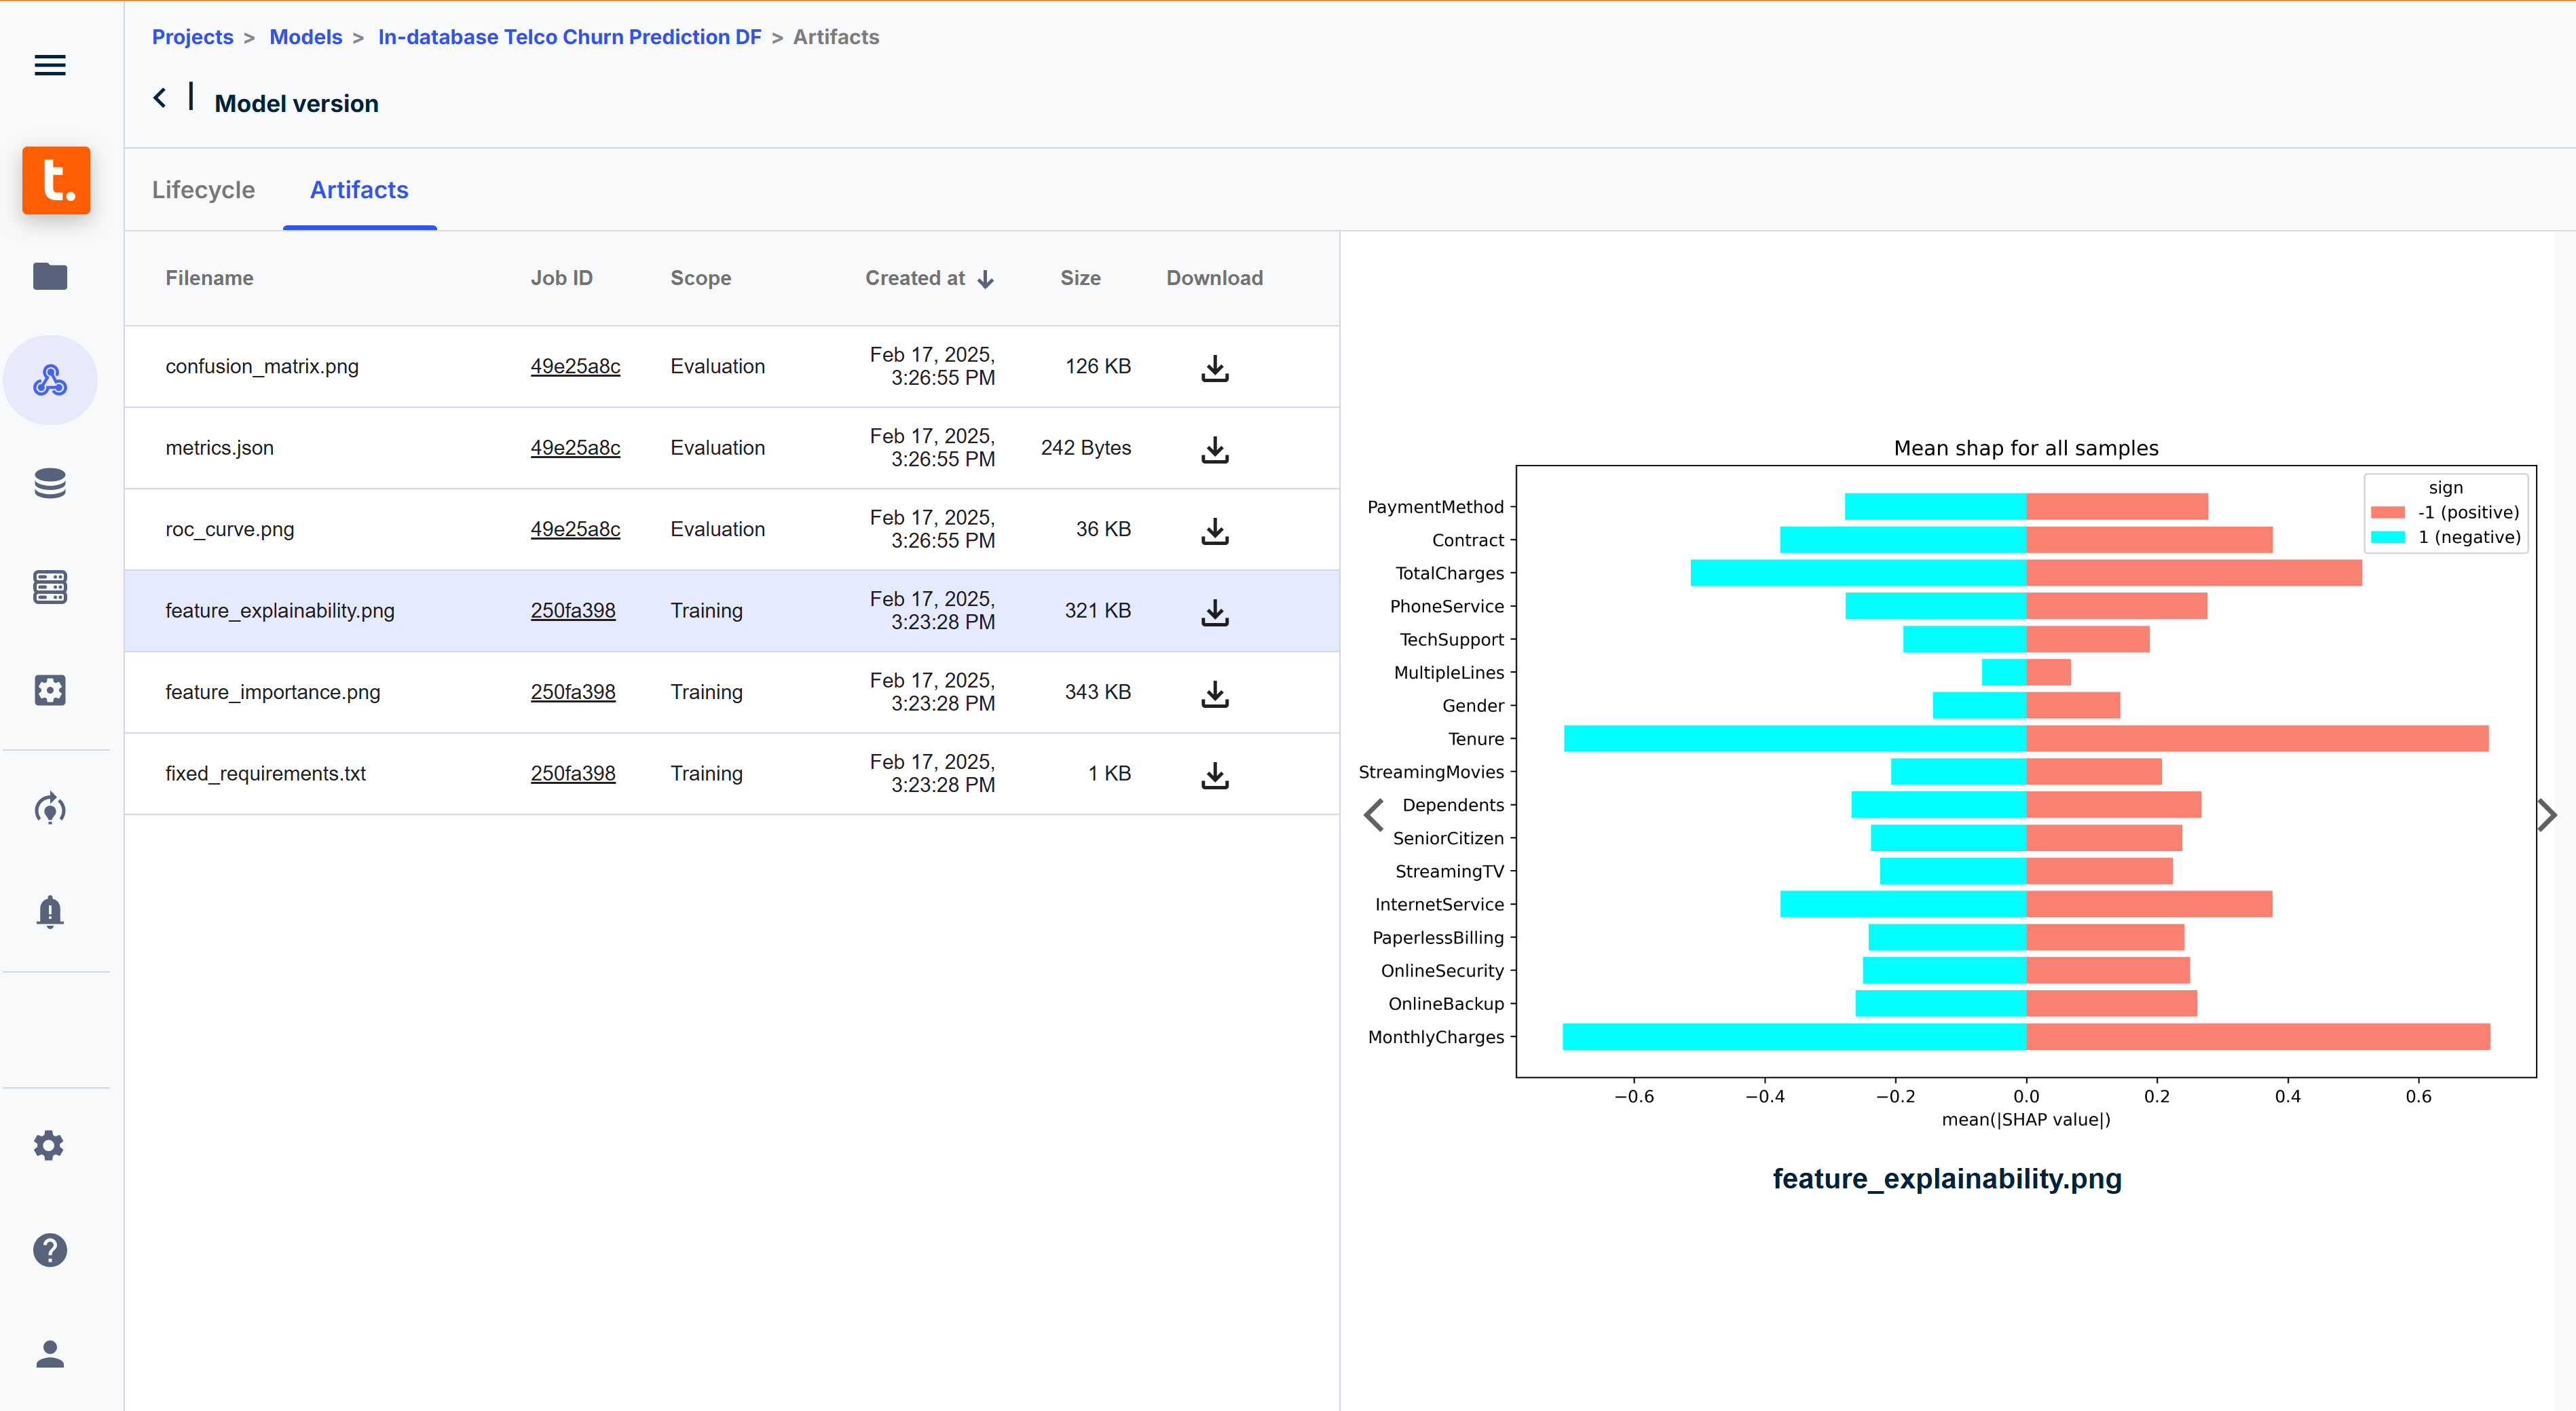 Projects > Models > In-database Telco Churn Prediction DF > Artifacts
Model version
t.
Lifecycle Artifacts
Filename Job ID Scope Created at Size Download
confusion_matrix.png 49e25a8c Evaluation Feb 17, 2025, 3:26:55 PM 126 KB
metrics.json 49e25a8c Evaluation Feb 17, 2025, 3:26:55 PM 242 Bytes
roc_curve.png 49e25a8c Evaluation Feb 17, 2025, 3:26:55 PM 36 KB
feature_explainability.png 250fa398 Training Feb 17, 2025, 3:23:28 PM 321 KB
feature_importance.png 250fa398 Training Feb 17, 2025, 3:23:28 PM 343 KB
fixed_requirements.txt 250fa398 Training Feb 17, 2025, 3:23:28 PM 1 KB
Mean shap for all samples
sign
-1 (positive)
1 (negative)
PaymentMethod
Contract
TotalCharges
PhoneService
TechSupport
MultipleLines
Gender
Tenure
StreamingMovies
Dependents
SeniorCitizen
StreamingTV
InternetService
PaperlessBilling
OnlineSecurity
OnlineBackup
MonthlyCharges
−0.6 −0.4 −0.2 0.0 0.2 0.4 0.6
mean(|SHAP value|)
feature_explainability.png